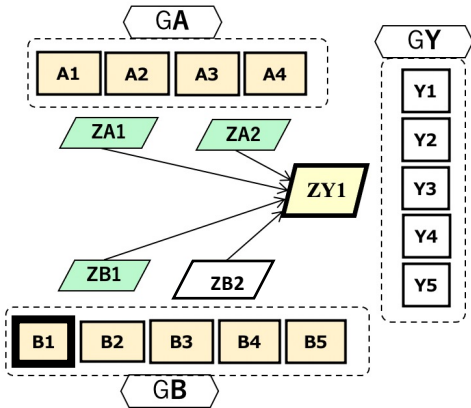 GA
A1 A2 A3 A4
GY
Y1
Y2
Y3
Y4
Y5
ZA1 ZA2
ZY1
ZB1 ZB2
B1 B2 B3 B4 B5
GB